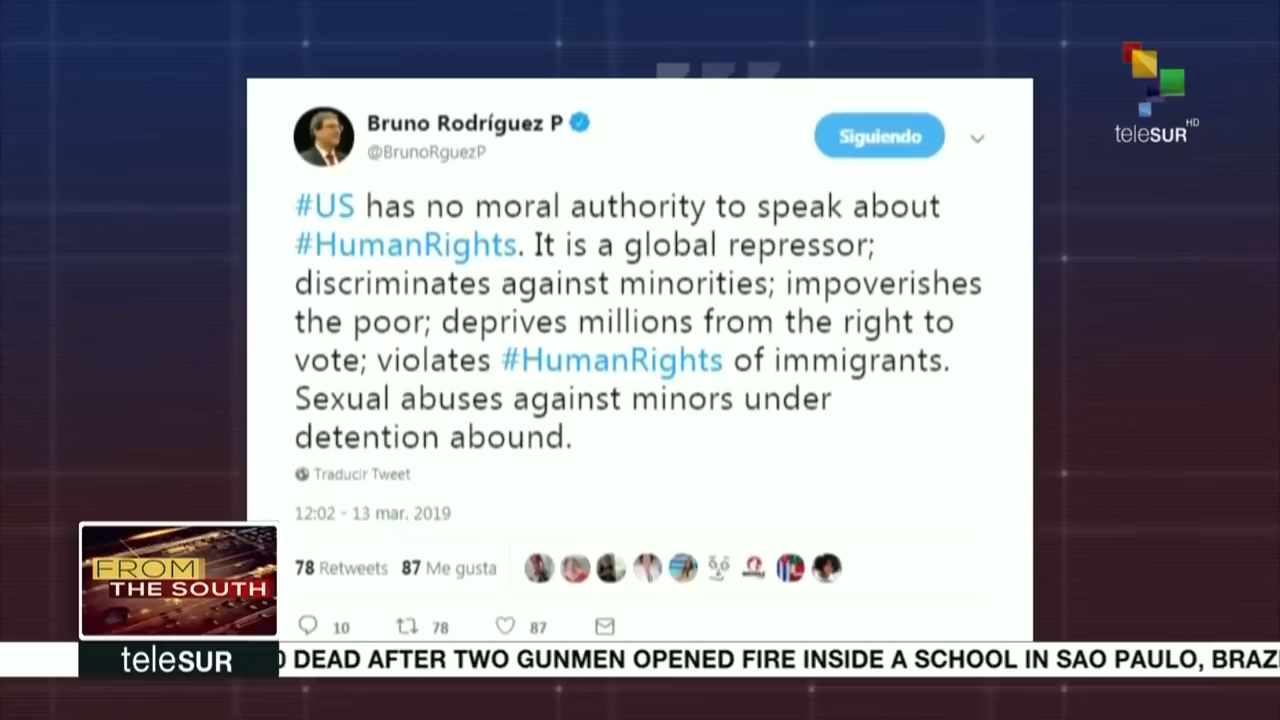 Bruno Rodríguez P
@BrunoRguezP
Siguiendo
teleSUR HD
#US has no moral authority to speak about
#HumanRights. It is a global repressor;
discriminates against minorities; impoverishes
the poor; deprives millions from the right to
vote; violates #HumanRights of immigrants.
Sexual abuses against minors under
detention abound.
Traducir Tweet
12:02 - 13 mar. 2019
78 Retweets 87 Me gusta
10 78 87
FROM
THE SOUTH
teleSUR
DEAD AFTER TWO GUNMEN OPENED FIRE INSIDE A SCHOOL IN SAO PAULO,